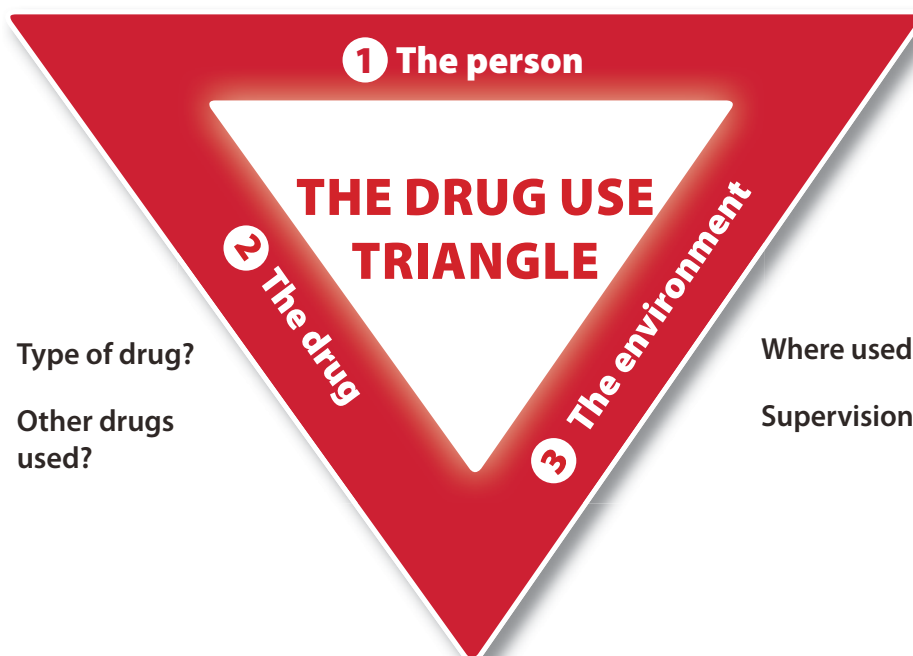 1 The person
THE DRUG USE
TRIANGLE
2 The drug
3 The environment
Type of drug?
Other drugs
used?
Where used
Supervision